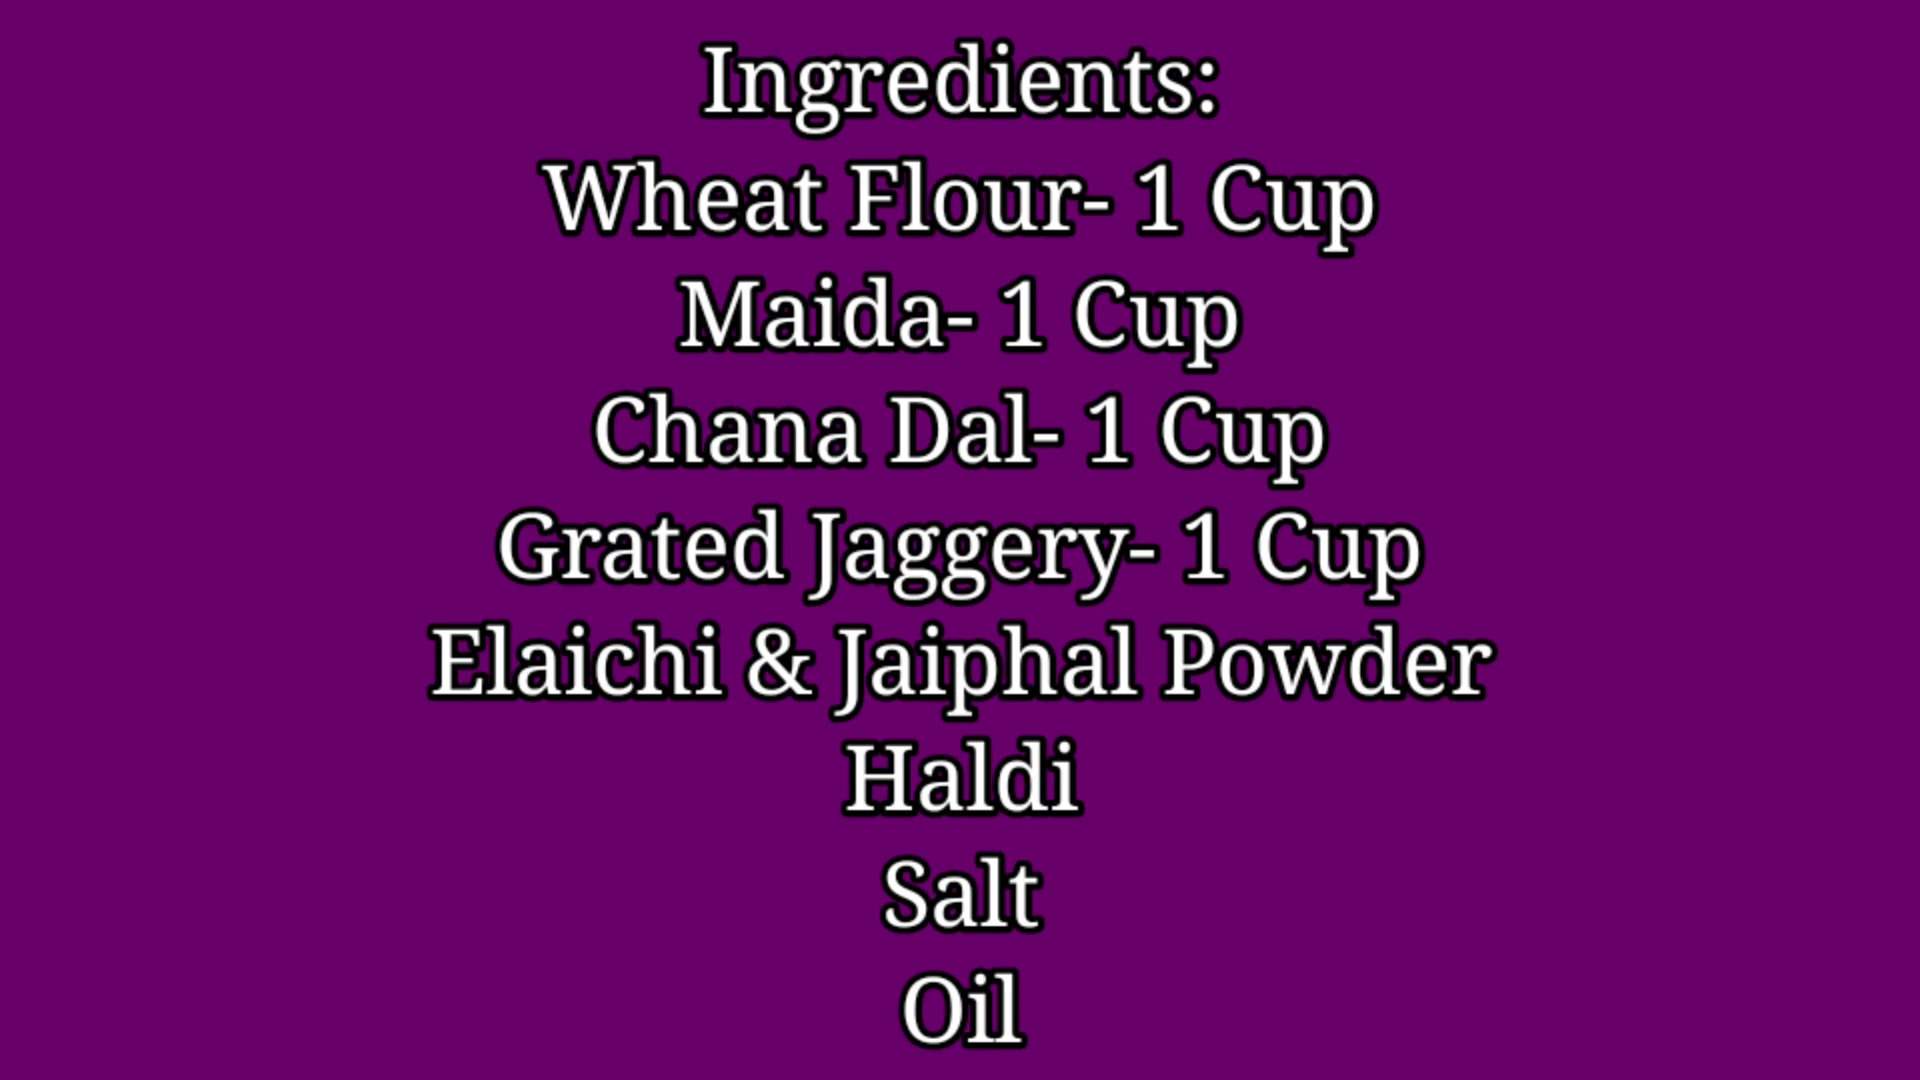 Ingredients:
Wheat Flour- 1 Cup
Maida- 1 Cup
Chana Dal- 1 Cup
Grated Jaggery- 1 Cup
Elaichi & Jaiphal Powder
Haldi
Salt
Oil